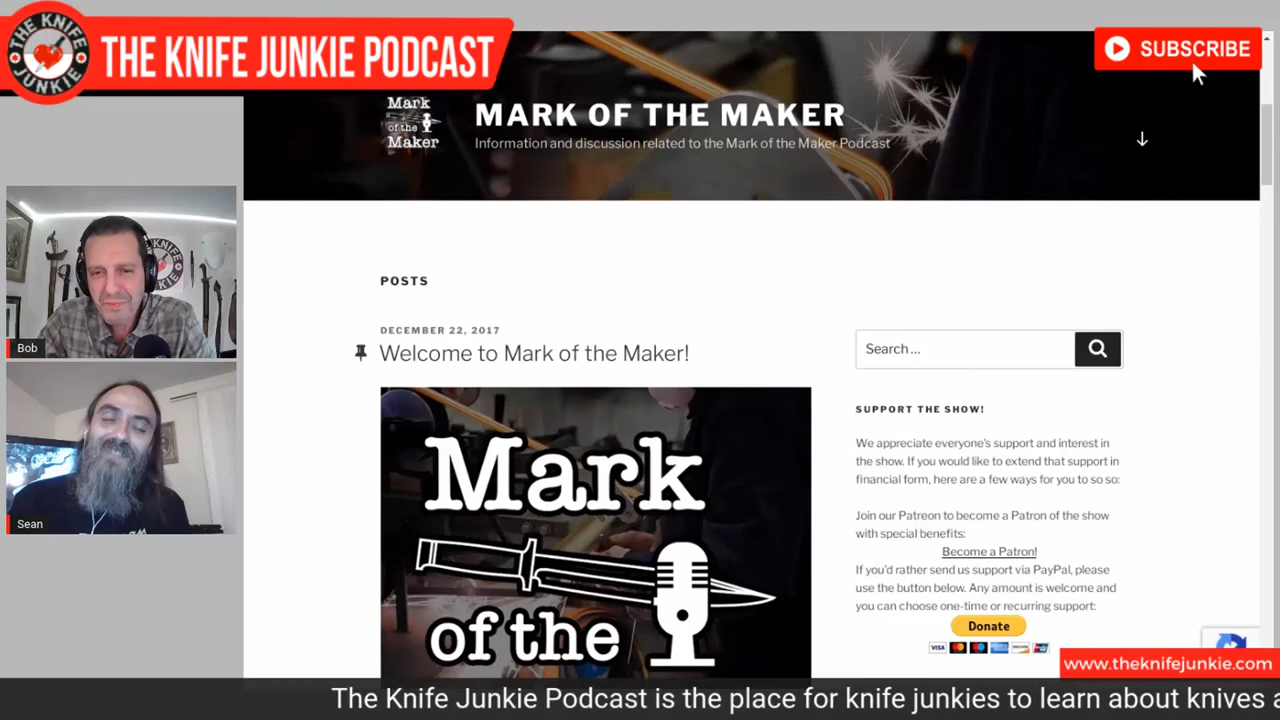 THE KNIFE JUNKIE
THE KNIFE JUNKIE PODCAST
SUBSCRIBE
Mark
of the
Maker
MARK OF THE MAKER
Information and discussion related to the Mark of the Maker Podcast
KNIFE
JUNKIE
Bob
Sean
POSTS
DECEMBER 22, 2017
Welcome to Mark of the Maker!
Mark
of the
Search …
SUPPORT THE SHOW!
We appreciate everyone's support and interest in
the show. If you would like to extend that support in
financial form, here are a few ways for you to so so:
Join our Patreon to become a Patron of the show
with special benefits:
Become a Patron!
If you'd rather send us support via PayPal, please
use the button below. Any amount is welcome and
you can choose one-time or recurring support:
Donate
VISA
www.theknifejunkie.com
The Knife Junkie Podcast is the place for knife junkies to learn about knives a